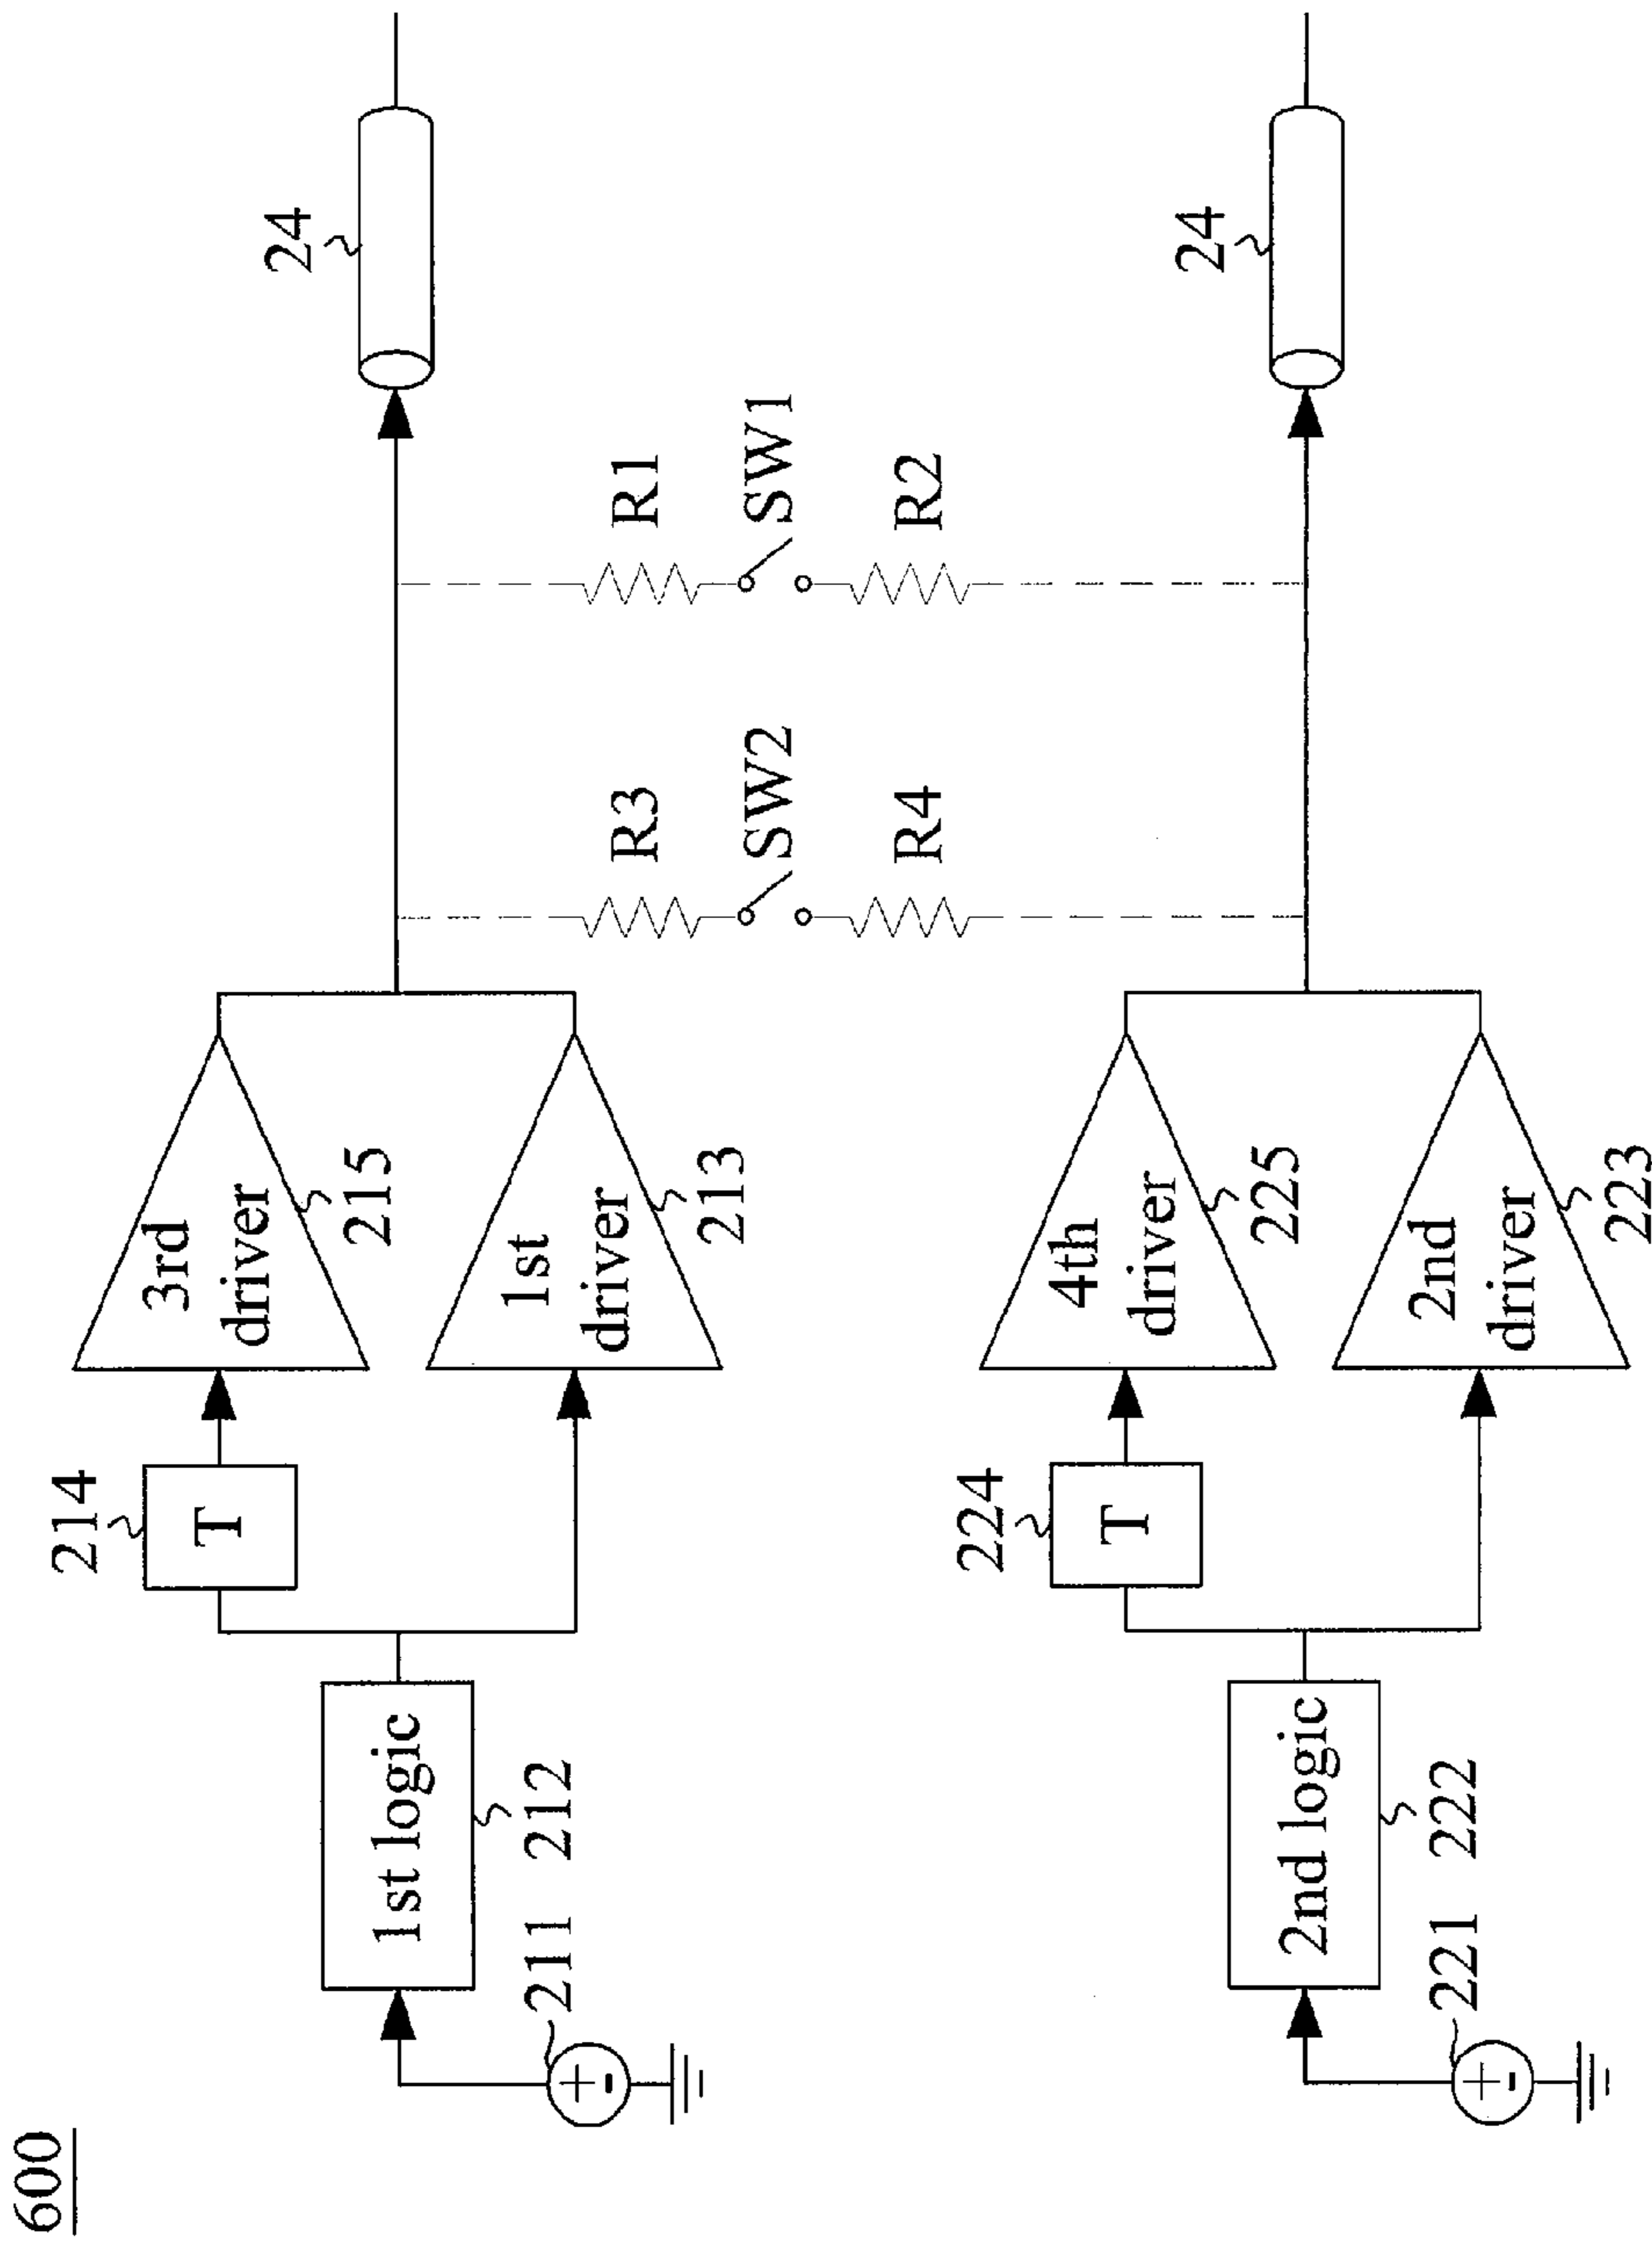 600
211
1st logic
212
214
T
3rd
driver
215
1st
driver
213
R3
SW2
R4
R1
SW1
R2
24
221
2nd logic
222
224
T
4th
driver
225
2nd
driver
223
24